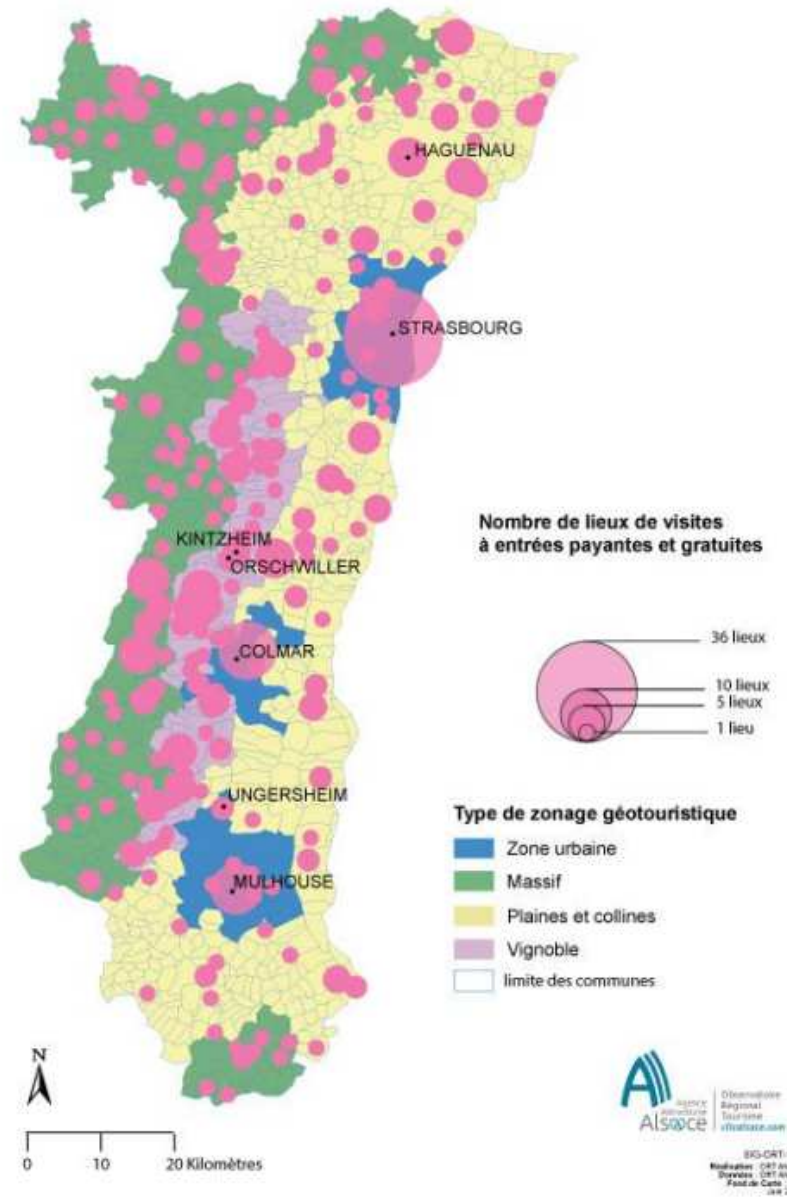 HAGUENAU
STRASBOURG
KINTZHEIM
ORSCHWILLER
COLMAR
UNGERSHEIM
MULHOUSE
Nombre de lieux de visites
à entrées payantes et gratuites
36 lieux
10 lieux
5 lieux
1 lieu
Type de zonage géotouristique
Zone urbaine
Massif
Plaines et collines
Vignoble
limite des communes
N
0 10 20 Kilomètres
Alsace
Observatoire
Régional
Tourisme